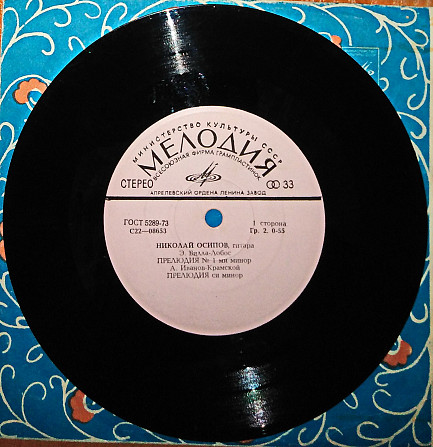 МИНИСТЕРСТВО КУЛЬТУРЫ СССР
МЕЛОДИЯ
ВСЕСОЮЗНАЯ ФИРМА ГРАМПЛАСТИНОК
СТЕРЕО 33
АПРЕЛЕВСКИЙ ОРДЕНА ЛЕНИНА ЗАВОД
ГОСТ 5289-73 1 сторона
С22—08653 Гр. 2. 0-55
НИКОЛАЙ ОСИПОВ, гитара
Э. Вилла-Лобос
ПРЕЛЮДИЯ № 1 ми минор
А. Иванов-Крамской
ПРЕЛЮДИЯ си минор